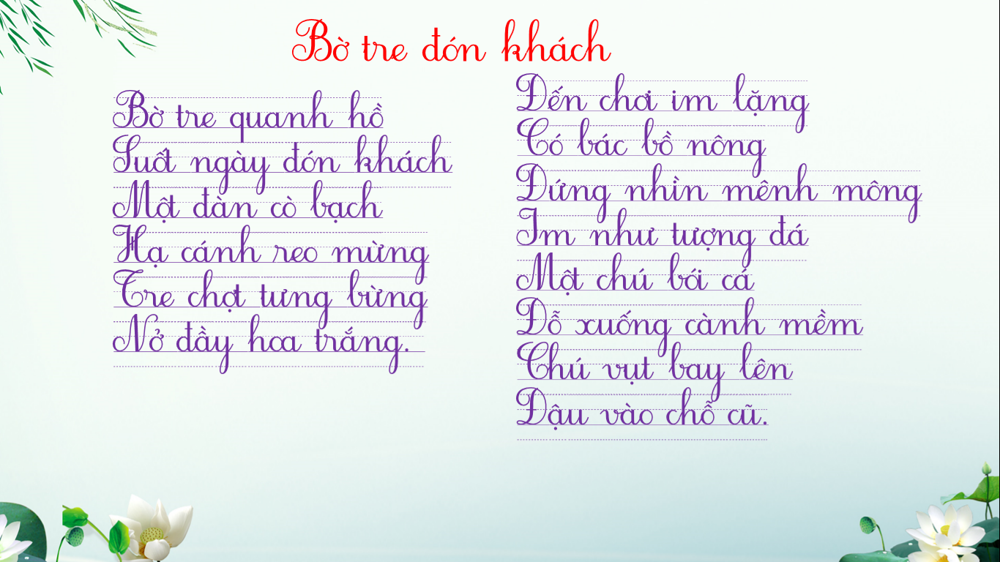 Bờ tre đón khách
Bờ tre quanh hồ
Suốt ngày đón khách
Một đàn cò bạch
Hạ cánh reo mừng
Tre chợt tưng bừng
Nở đầy hoa trắng.
Đến chơi im lặng
Có bác bồ nông
Đứng nhìn mênh mông
Im như tượng đá
Một chú bói cá
Đỗ xuống cành mềm
Chú vụt bay lên
Đậu vào chỗ cũ.